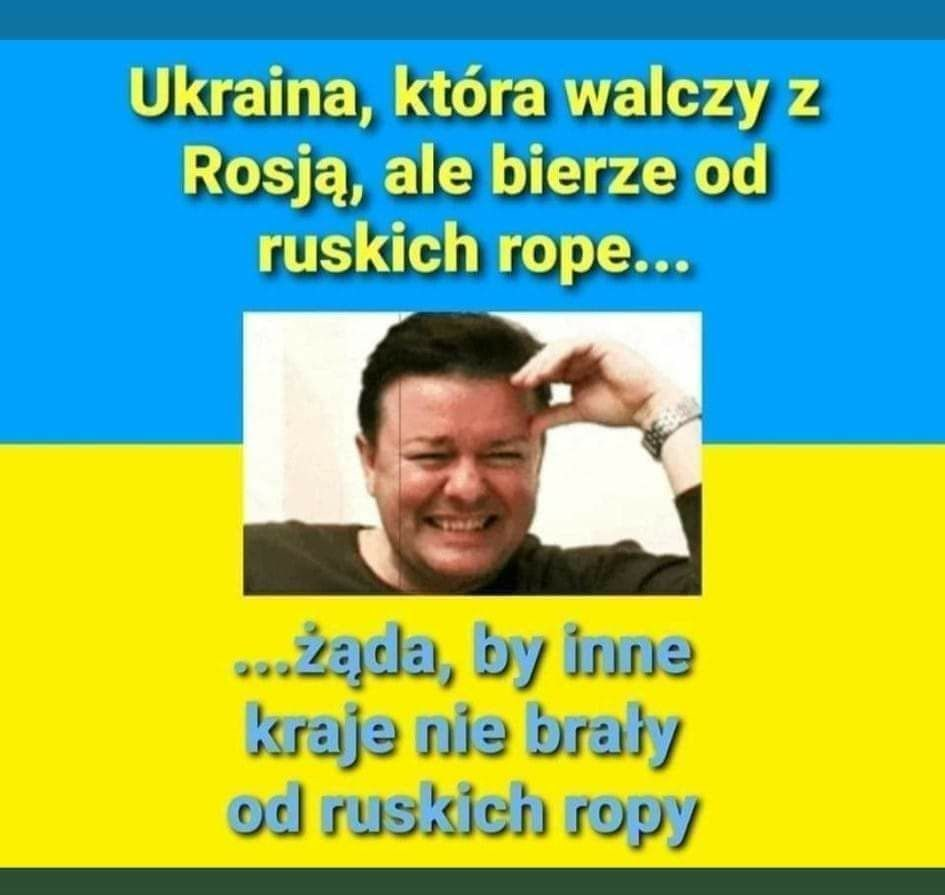 Ukraina, która walczy z
Rosją, ale bierze od
ruskich rope...
...żąda, by inne
kraje nie brały
od ruskich ropy